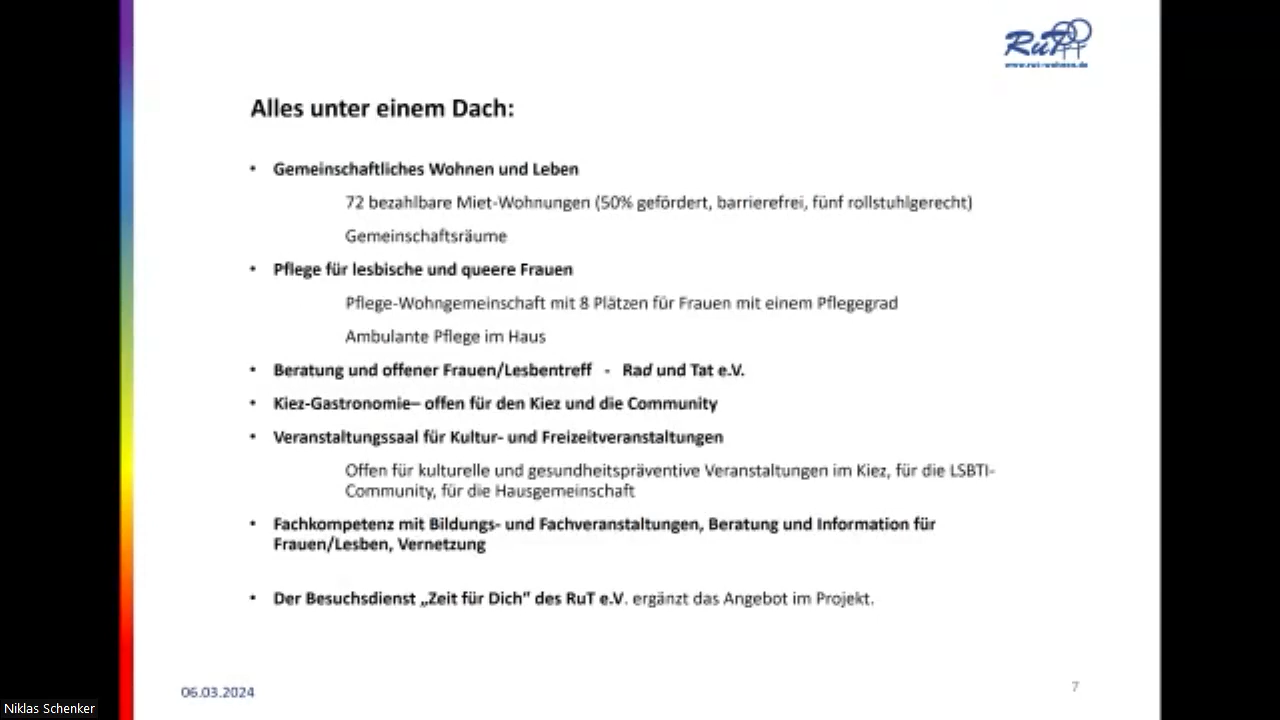 RuT
www.rut-wohnen.de
Alles unter einem Dach:
• Gemeinschaftliches Wohnen und Leben
72 bezahlbare Miet-Wohnungen (50% gefördert, barrierefrei, fünf rollstuhlgerecht)
Gemeinschaftsräume
• Pflege für lesbische und queere Frauen
Pflege-Wohngemeinschaft mit 8 Plätzen für Frauen mit einem Pflegegrad
Ambulante Pflege im Haus
• Beratung und offener Frauen/Lesbentreff - Rad und Tat e.V.
• Kiez-Gastronomie– offen für den Kiez und die Community
• Veranstaltungssaal für Kultur- und Freizeitveranstaltungen
Offen für kulturelle und gesundheitspräventive Veranstaltungen im Kiez, für die LSBTI-
Community, für die Hausgemeinschaft
• Fachkompetenz mit Bildungs- und Fachveranstaltungen, Beratung und Information für
Frauen/Lesben, Vernetzung
• Der Besuchsdienst „Zeit für Dich" des RuT e.V. ergänzt das Angebot im Projekt.
06.03.2024
7
Niklas Schenker